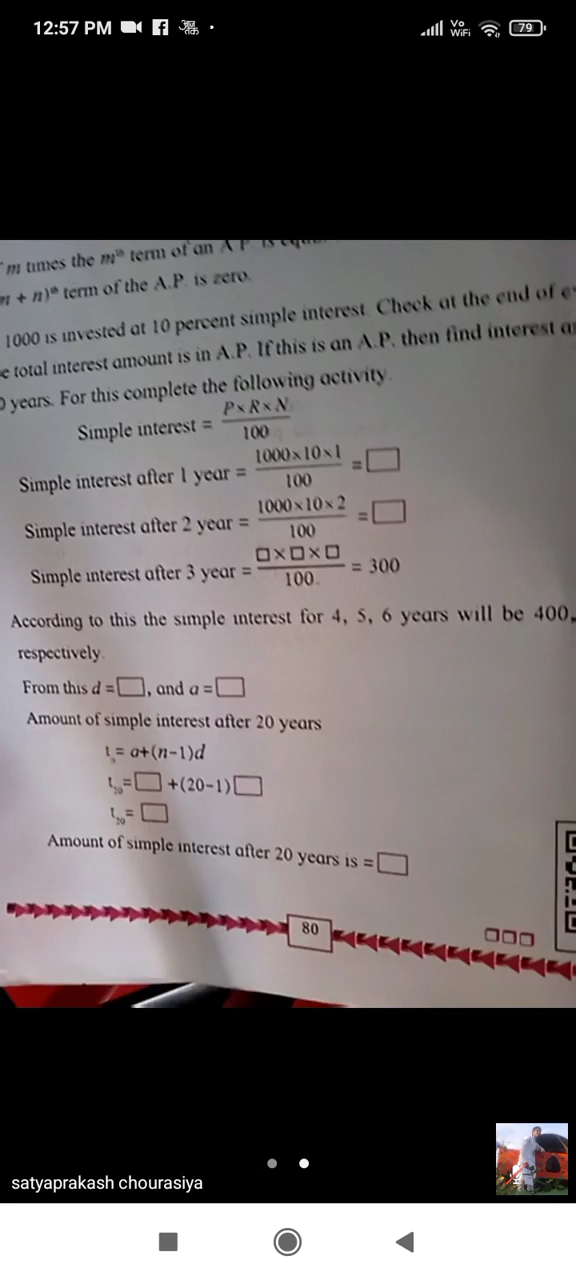 12:57 PM
Vo
WiFi
79
m times the mᵗʰ term of an A P is
n + n)ᵗʰ term of the A.P. is zero.
1000 is invested at 10 percent simple interest. Check at the end of
e total interest amount is in A.P. If this is an A.P. then find interest
years. For this complete the following activity.
Simple interest = P×R×N / 100
Simple interest after 1 year = 1000×10×1 / 100 = □
Simple interest after 2 year = 1000×10×2 / 100 = □
Simple interest after 3 year = □×□×□ / 100. = 300
According to this the simple interest for 4, 5, 6 years will be 400,
respectively.
From this d = □, and a = □
Amount of simple interest after 20 years
tₙ = a+(n−1)d
t₂₀ = □ +(20−1) □
t₂₀ = □
Amount of simple interest after 20 years is = □
80
□□□
satyaprakash chourasiya